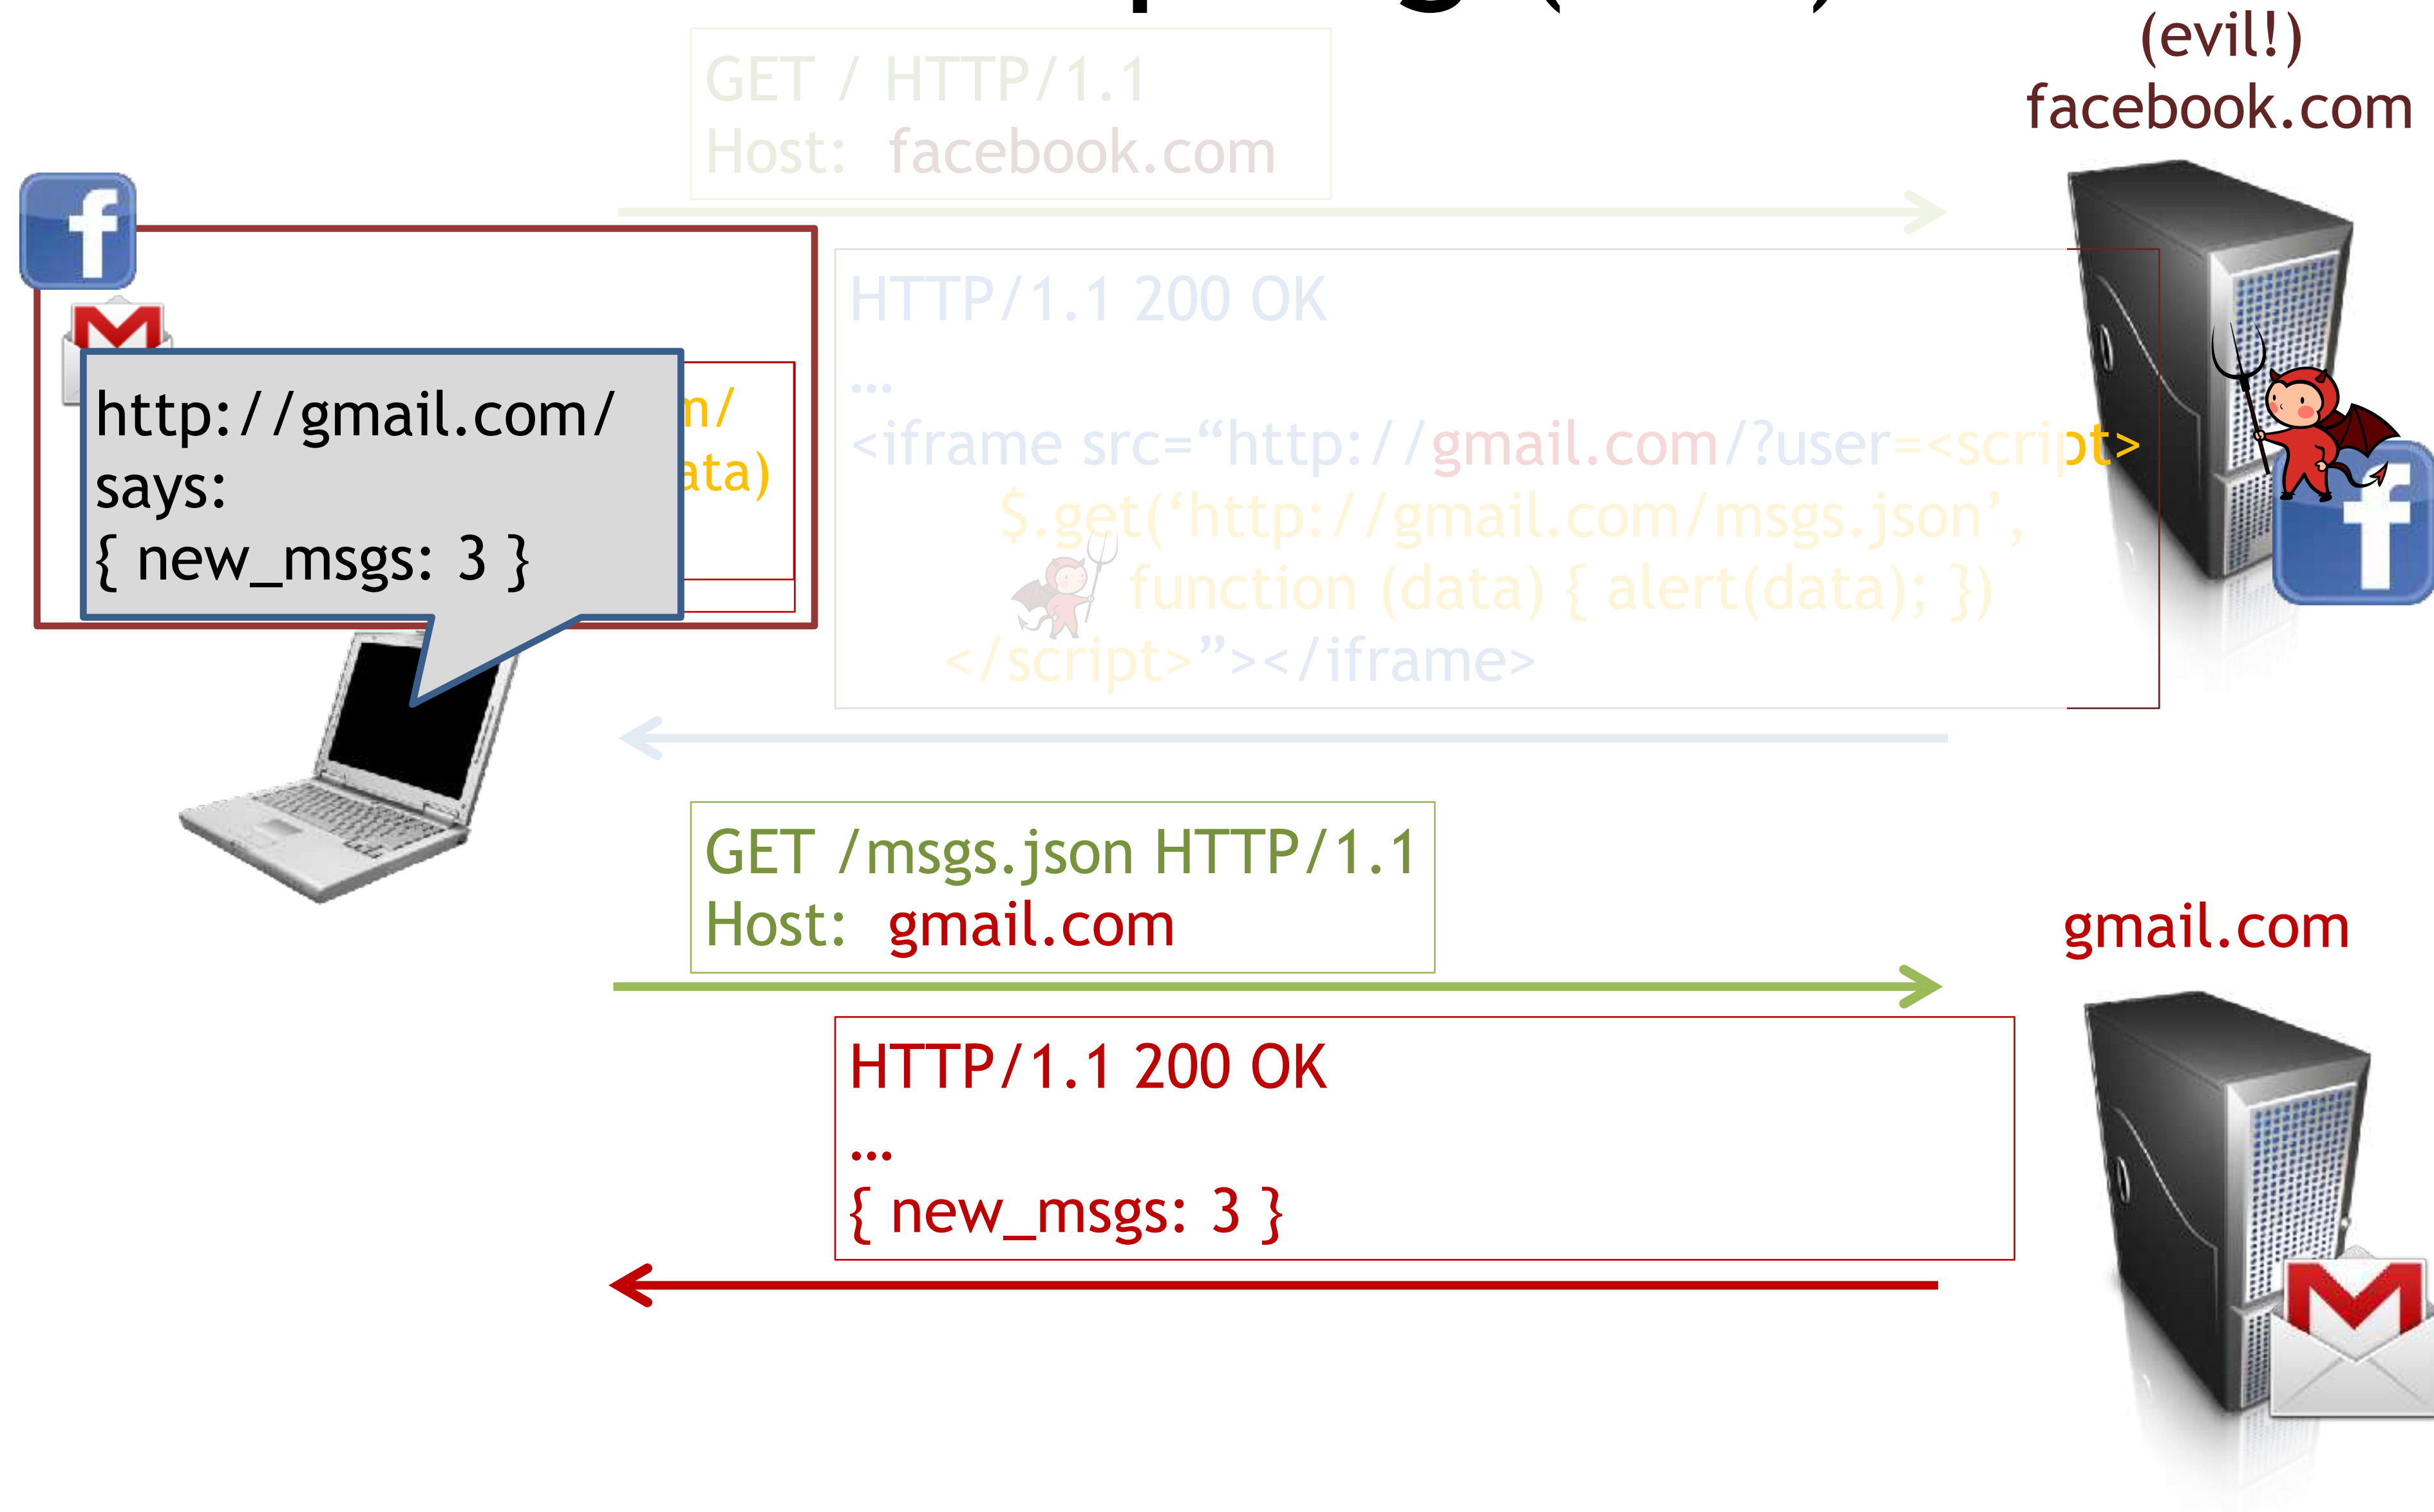 (evil!)
facebook.com
GET / HTTP/1.1
Host: facebook.com
HTTP/1.1 200 OK
...
<iframe src=“http://gmail.com/?user=<script>
$.get(‘http://gmail.com/msgs.json’,
function (data) { alert(data); })
</script>”></iframe>
http://gmail.com/
says:
{ new_msgs: 3 }
GET /msgs.json HTTP/1.1
Host: gmail.com
gmail.com
HTTP/1.1 200 OK
...
{ new_msgs: 3 }